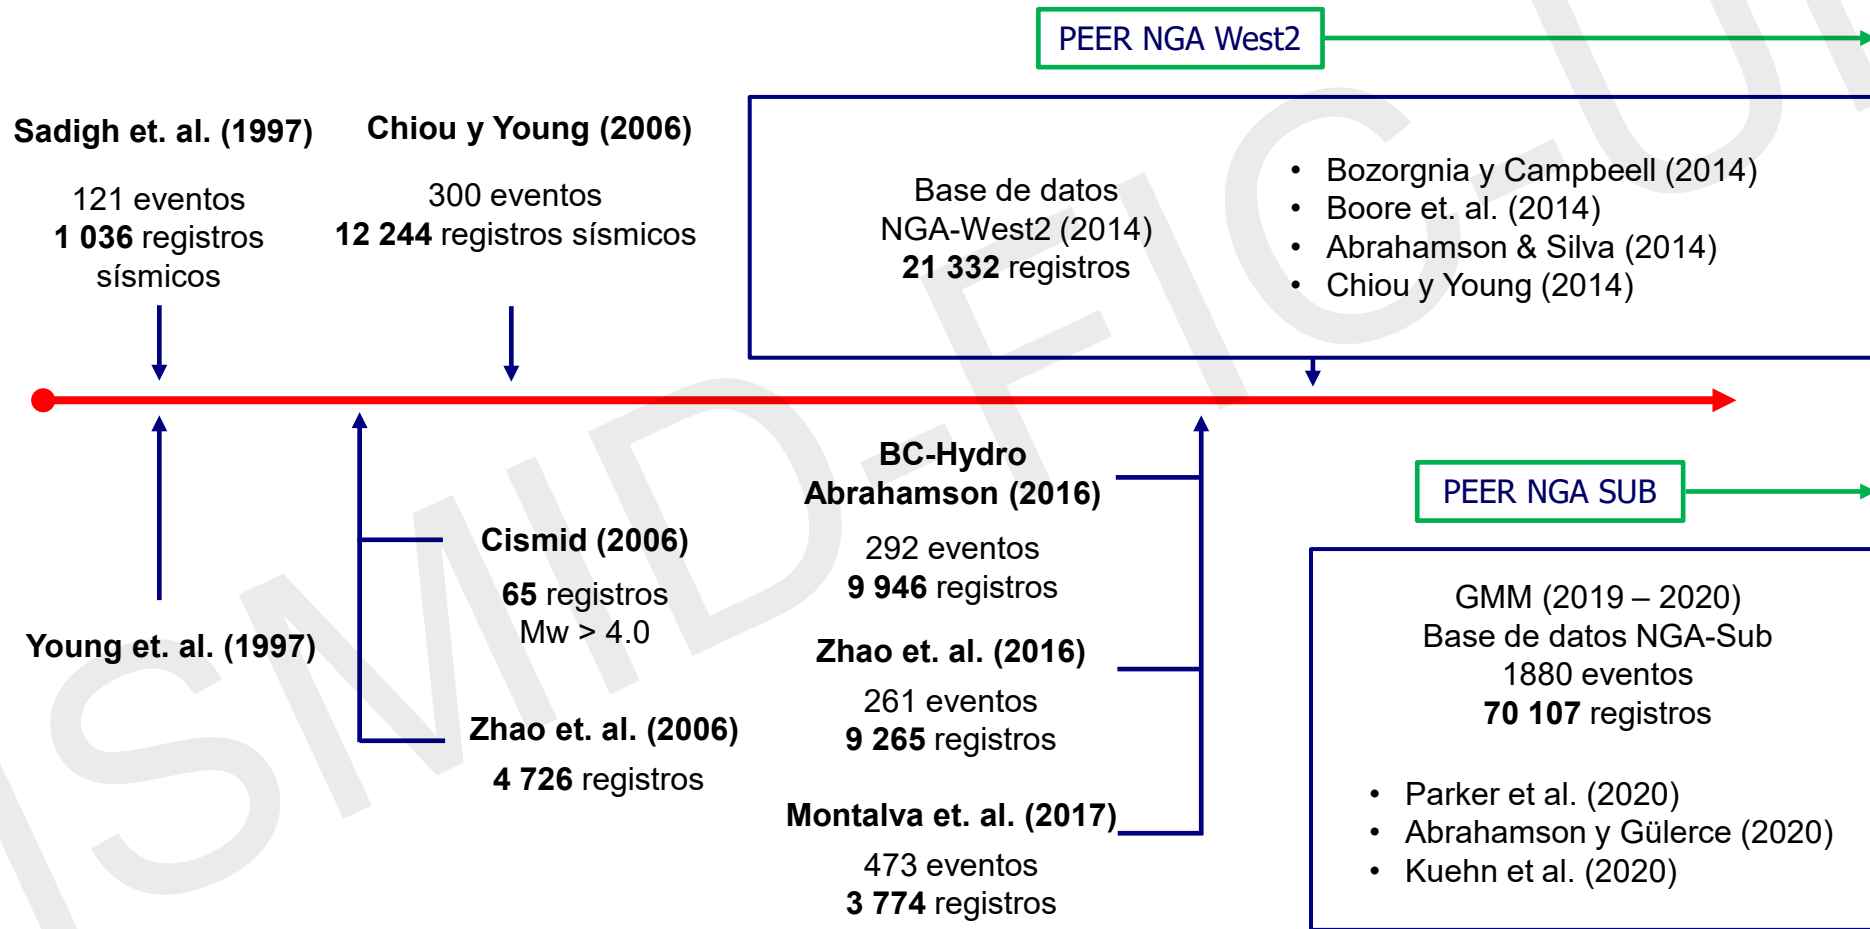 PEER NGA West2
Sadigh et. al. (1997)
121 eventos
1 036 registros
sísmicos
Chiou y Young (2006)
300 eventos
12 244 registros sísmicos
Base de datos
NGA-West2 (2014)
21 332 registros
• Bozorgnia y Campbeell (2014)
• Boore et. al. (2014)
• Abrahamson & Silva (2014)
• Chiou y Young (2014)
Young et. al. (1997)
Cismid (2006)
65 registros
Mw > 4.0
Zhao et. al. (2006)
4 726 registros
BC-Hydro
Abrahamson (2016)
292 eventos
9 946 registros
Zhao et. al. (2016)
261 eventos
9 265 registros
Montalva et. al. (2017)
473 eventos
3 774 registros
PEER NGA SUB
GMM (2019 – 2020)
Base de datos NGA-Sub
1880 eventos
70 107 registros
• Parker et al. (2020)
• Abrahamson y Gülerce (2020)
• Kuehn et al. (2020)
ISMID-FIC-U